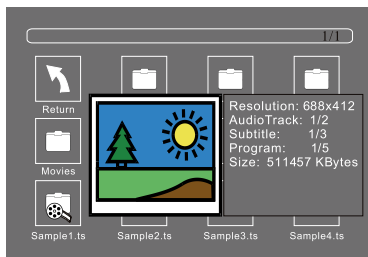 1/1
Return
Resolution: 688x412
AudioTrack: 1/2
Subtitle: 1/3
Program: 1/5
Size: 511457 KBytes
Movies
Sample1.ts
Sample2.ts
Sample3.ts
Sample4.ts